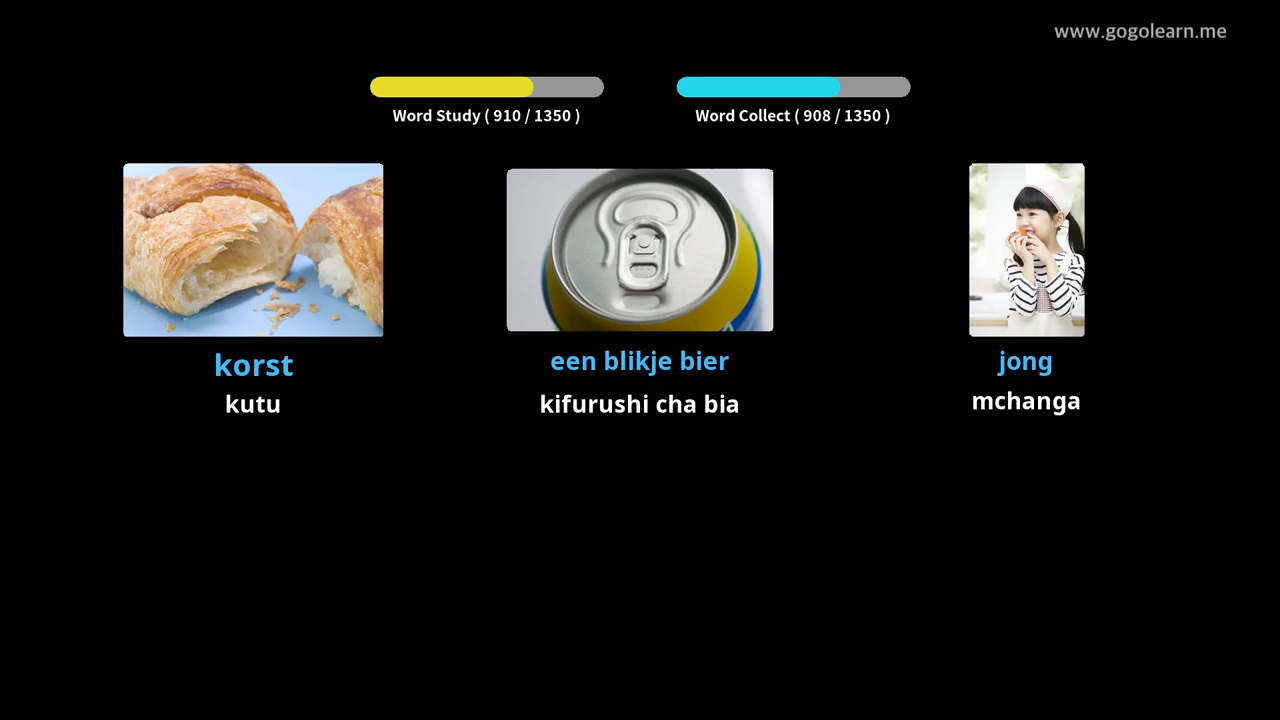 www.gogolearn.me
Word Study ( 910 / 1350 )
Word Collect ( 908 / 1350 )
korst
kutu
een blikje bier
kifurushi cha bia
jong
mchanga